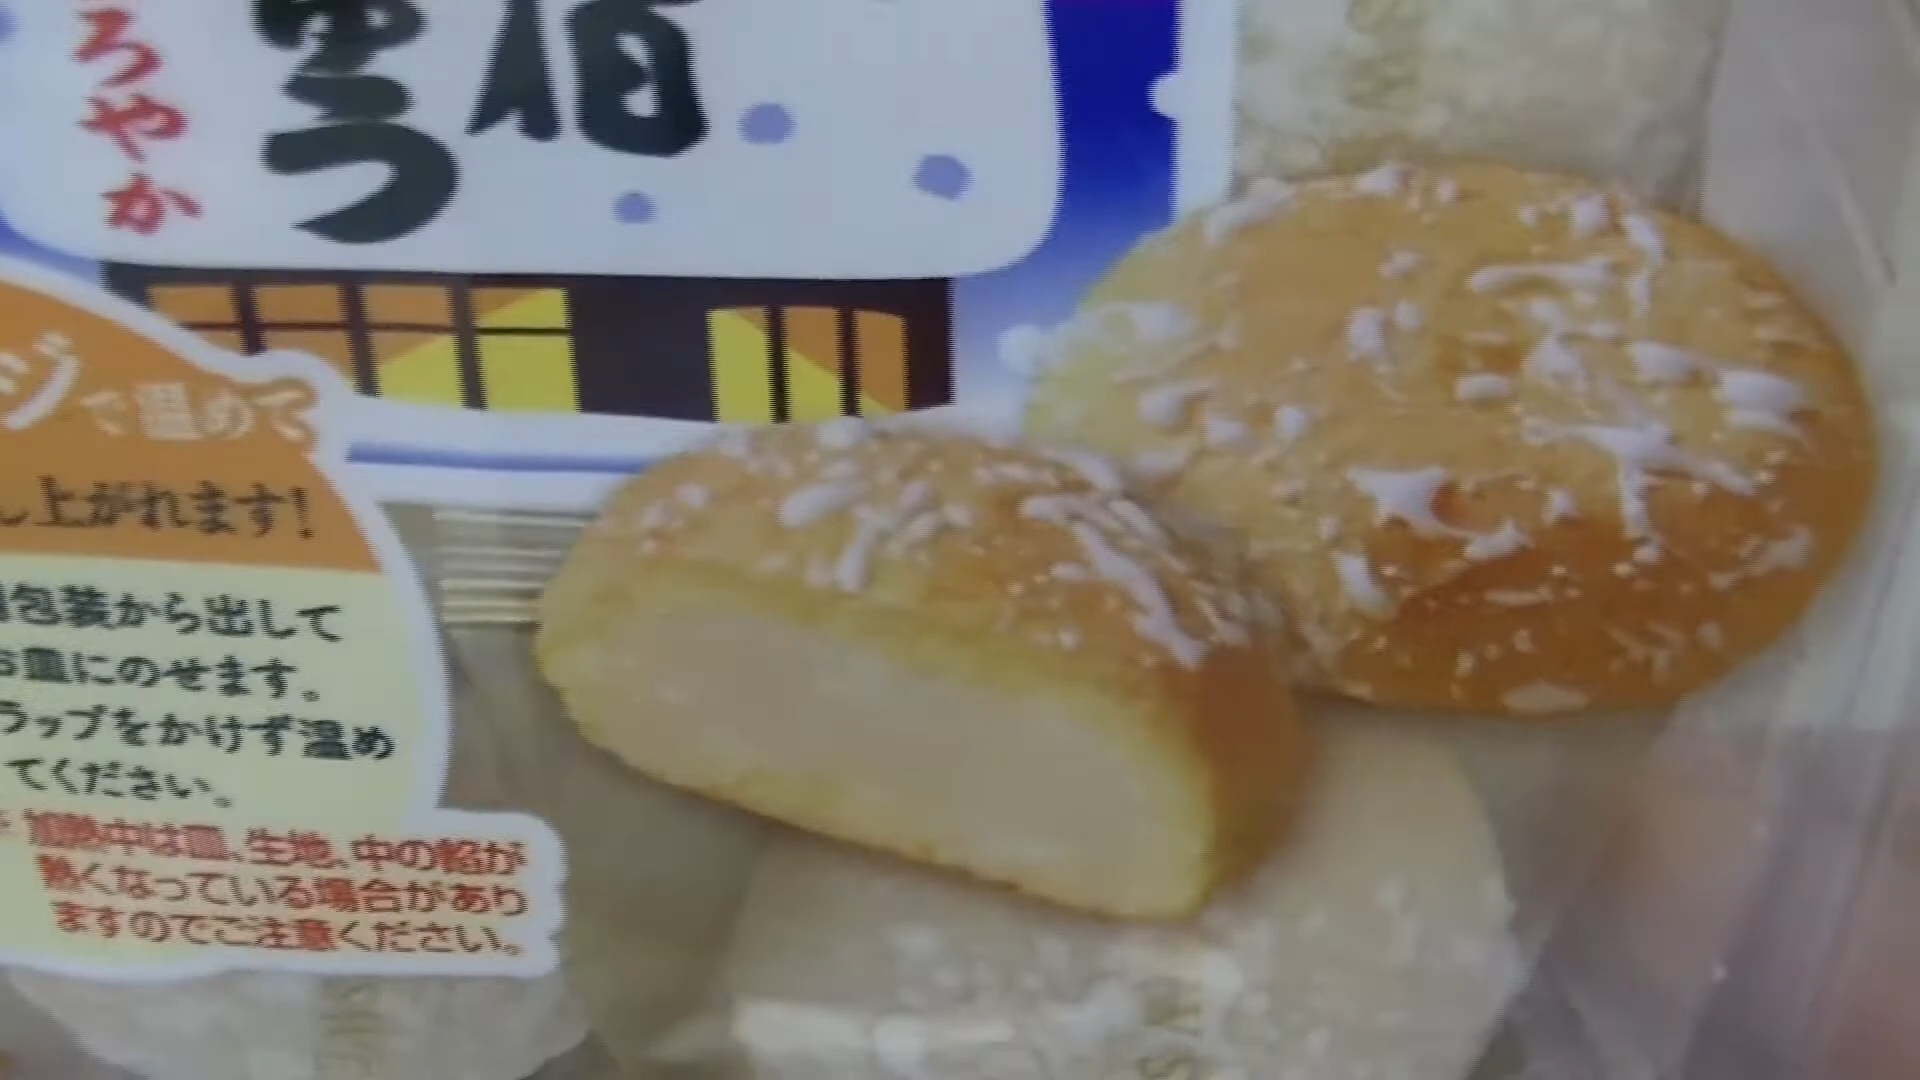 ろやか
宿
つ
ジで温めて
し上がれます!
包装から出して
お皿にのせます。
ラップをかけず温め
てください。
加熱中は皿、生地、中の餡が
熱くなっている場合があり
ますのでご注意ください。